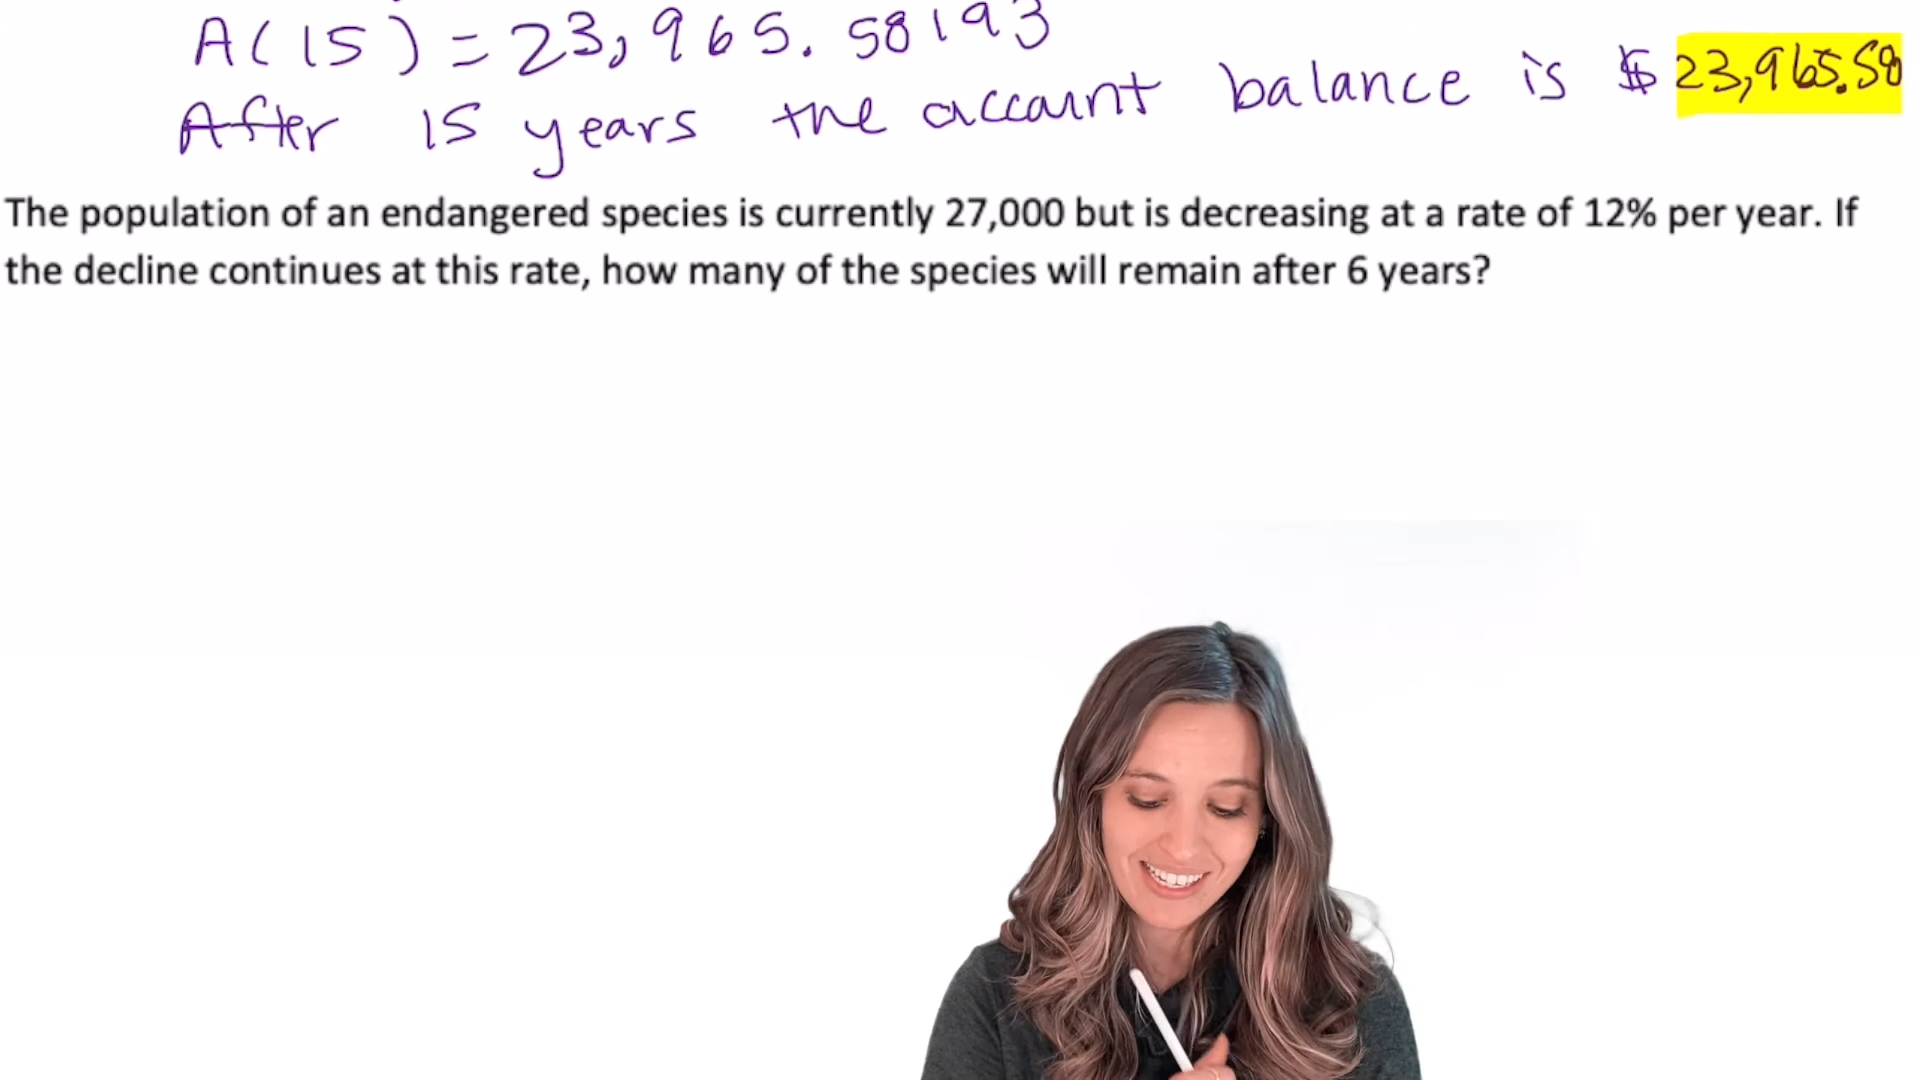 A(15) = 23,965.58193
After 15 years the account balance is $23,965.58
The population of an endangered species is currently 27,000 but is decreasing at a rate of 12% per year. If
the decline continues at this rate, how many of the species will remain after 6 years?